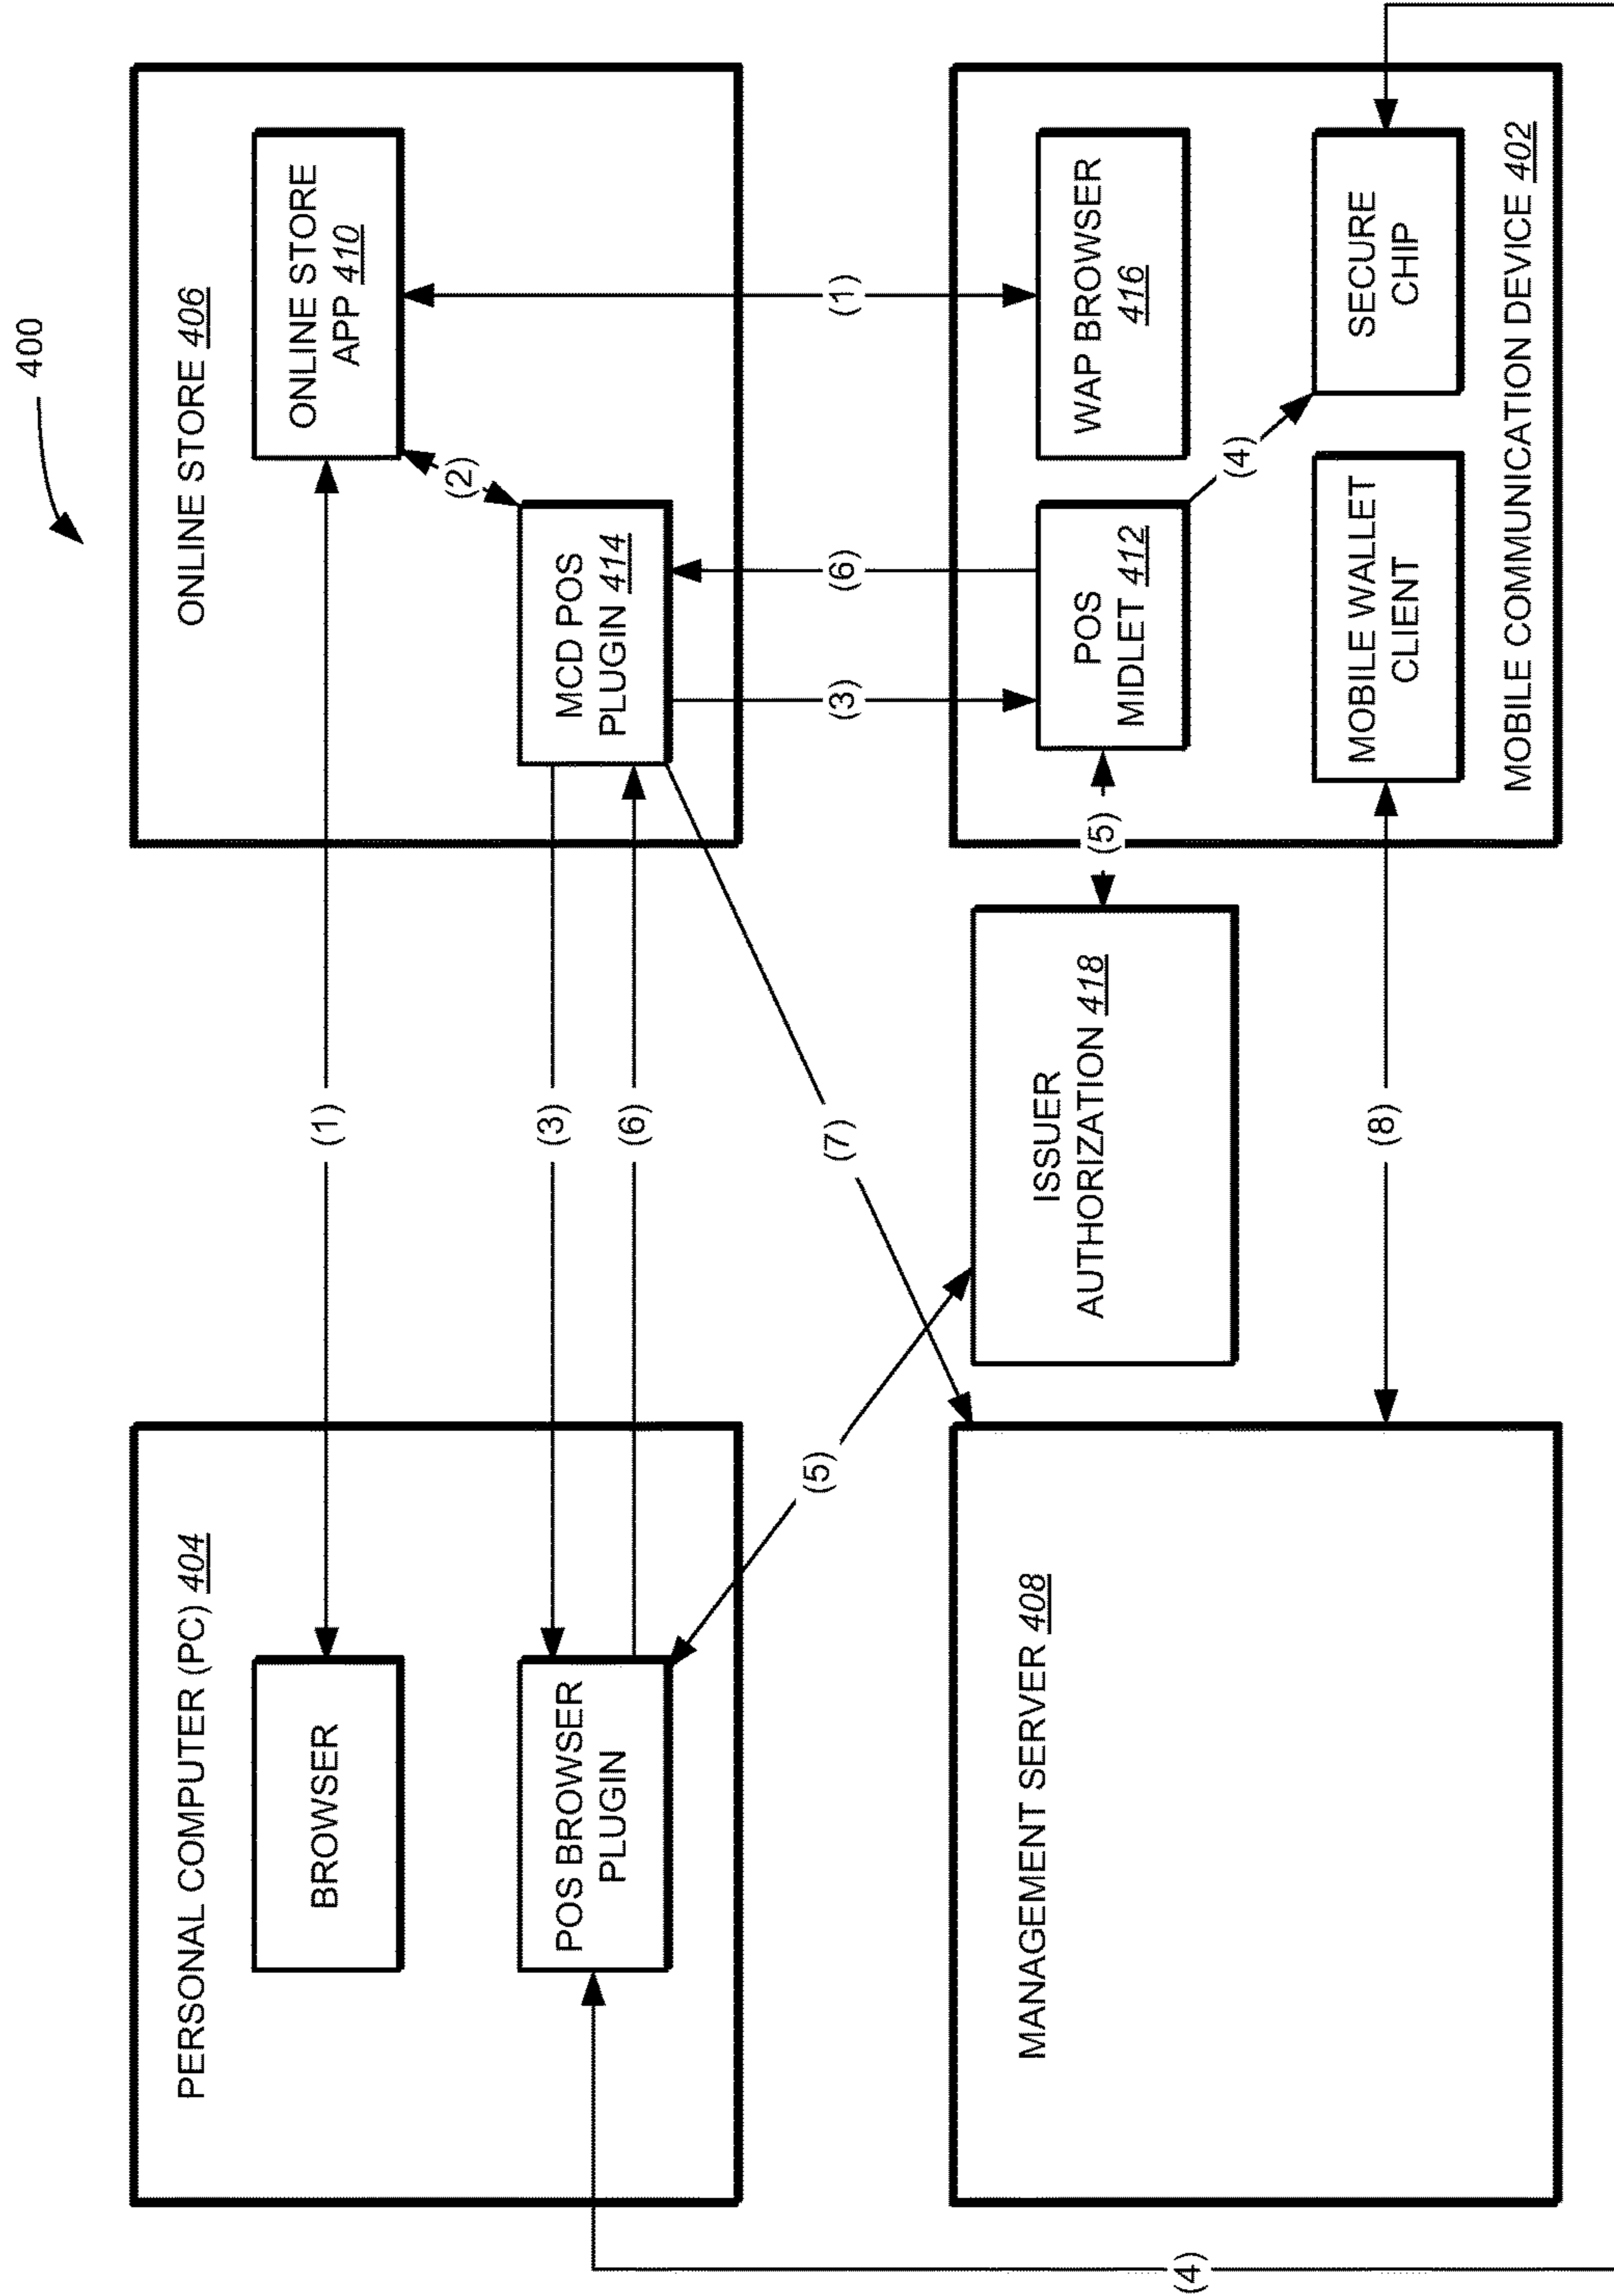 400
PERSONAL COMPUTER (PC) 404
BROWSER
POS BROWSER
PLUGIN
(1)
(3)
(6)
ONLINE STORE 406
ONLINE STORE
APP 410
(2)
MCD POS
PLUGIN 414
(7)
(5)
(3)
(6)
(1)
(4)
MANAGEMENT SERVER 408
ISSUER
AUTHORIZATION 418
(8)
(5)
POS
MIDLET 412
WAP BROWSER
416
(4)
MOBILE WALLET
CLIENT
SECURE
CHIP
MOBILE COMMUNICATION DEVICE 402